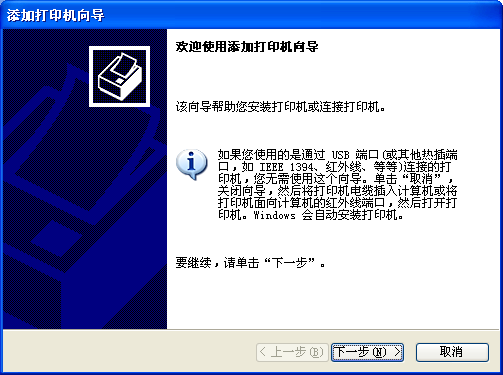 添加打印机向导
欢迎使用添加打印机向导
该向导帮助您安装打印机或连接打印机。
如果您使用的是通过 USB 端口(或其他热插端
口，如 IEEE 1394、红外线、等等)连接的打
印机，您无需使用这个向导。单击“取消”，
关闭向导，然后将打印机电缆插入计算机或将
打印机面向计算机的红外线端口，然后打开打
印机。Windows 会自动安装打印机。
要继续，请单击“下一步”。
< 上一步(B) 下一步(N) > 取消